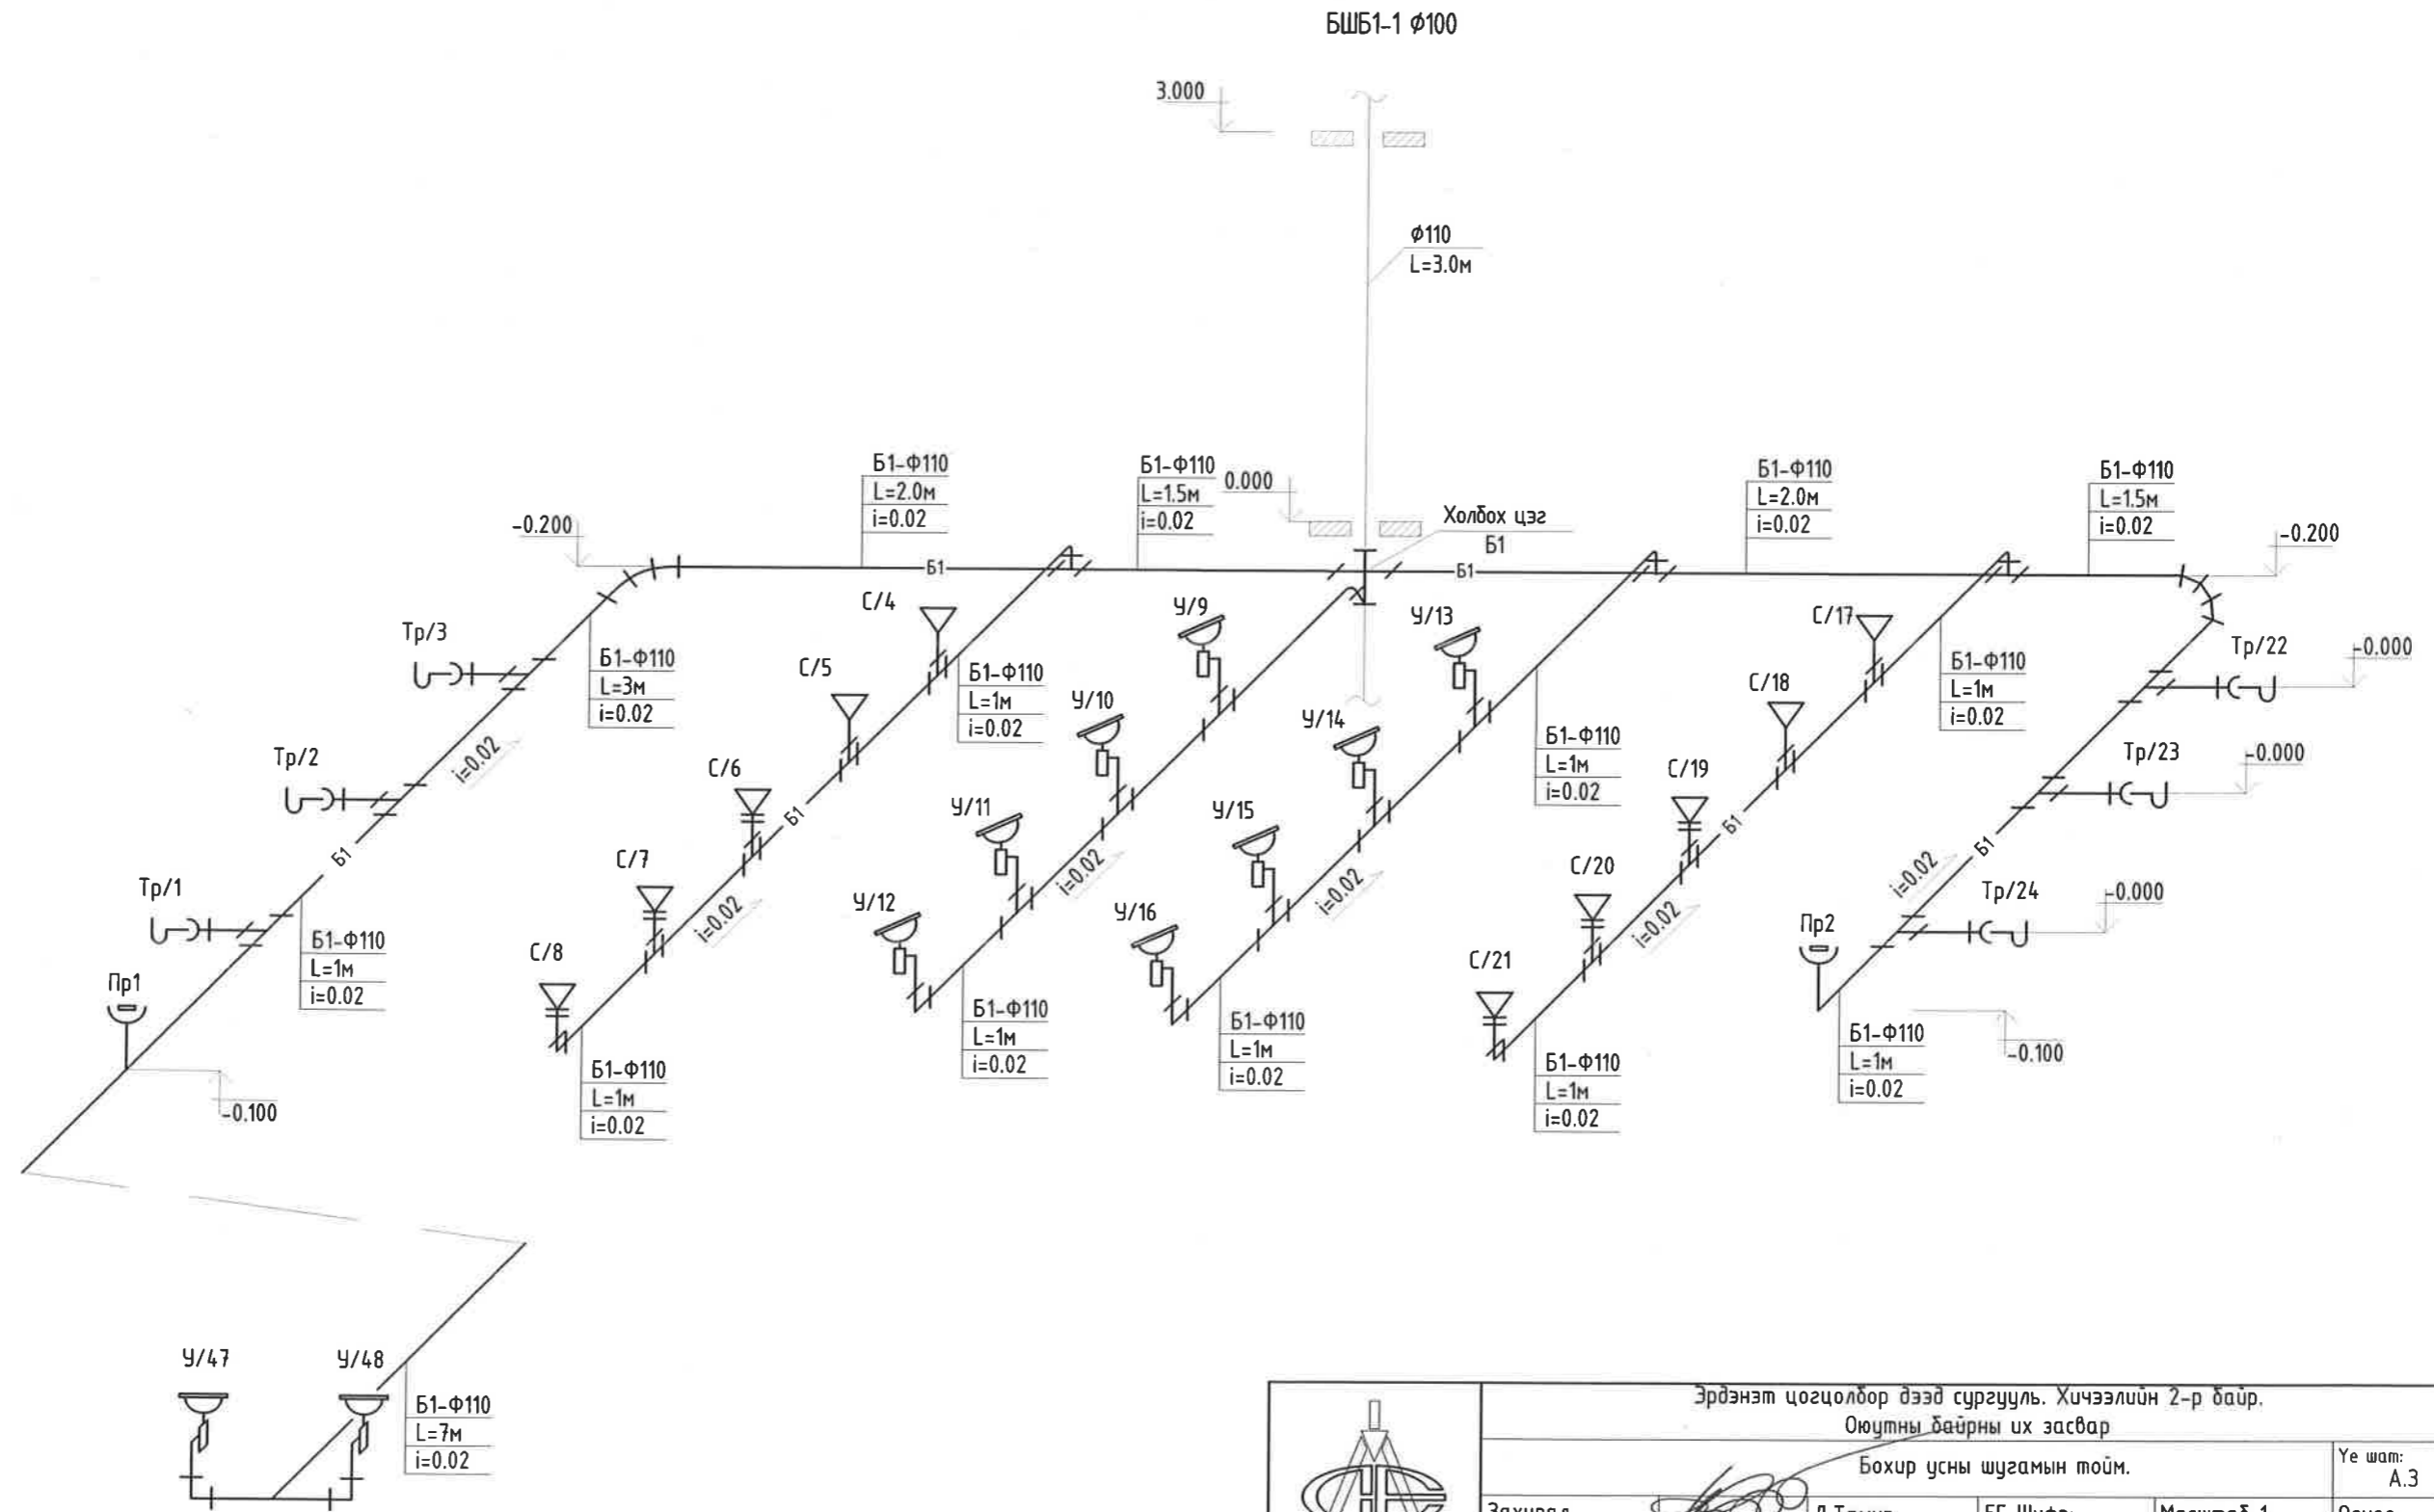 БШБ1-1 ϕ100
3.000
ϕ110
L=3.0м
Б1-Ф110
L=2.0м
i=0.02
Б1-Ф110
L=1.5м
i=0.02
0.000
Холбох цэг
Б1
Б1-Ф110
L=2.0м
i=0.02
Б1-Ф110
L=1.5м
i=0.02
-0.200
-0.200
Б1
Б1
Тр/3
Б1-Ф110
L=3м
i=0.02
С/4
Б1-Ф110
L=1м
i=0.02
С/5
У/9
У/10
У/13
У/14
Б1-Ф110
L=1м
i=0.02
С/17
С/18
Б1-Ф110
L=1м
i=0.02
Тр/22
-0.000
Тр/23
-0.000
Тр/2
i=0.02
Б1
С/6
Б1
С/7
i=0.02
У/11
i=0.02
У/12
У/15
i=0.02
У/16
С/19
Б1
С/20
i=0.02
С/21
Б1
i=0.02
Тр/24
-0.000
Пр2
Тр/1
Б1-Ф110
L=1м
i=0.02
Пр1
-0.100
С/8
Б1-Ф110
L=1м
i=0.02
Б1-Ф110
L=1м
i=0.02
Б1-Ф110
L=1м
i=0.02
Б1-Ф110
L=1м
i=0.02
Б1-Ф110
L=1м
i=0.02
-0.100
У/47
У/48
Б1-Ф110
L=7м
i=0.02
Эрдэнэт цогцолбор дээд сургууль. Хичээлийн 2-р байр.
Оюутны байрны их засвар
Бохир усны шугамын тойм.
Үе шат:
А.З